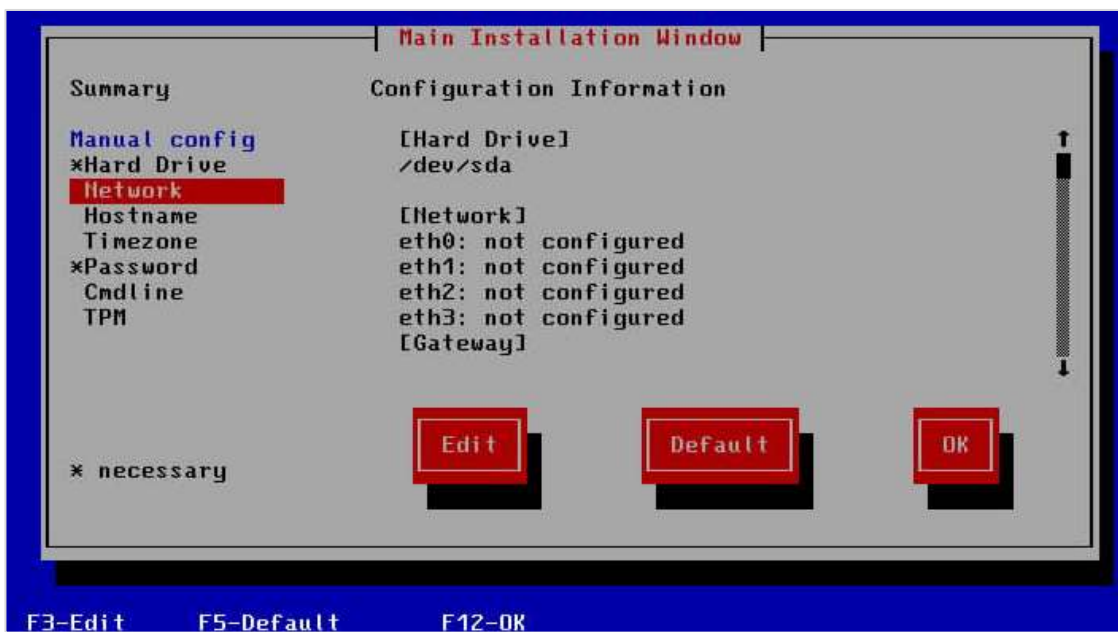 Main Installation Window
Summary Configuration Information
Manual config [Hard Drive]
*Hard Drive /dev/sda
Network
Hostname [Network]
Timezone eth0: not configured
*Password eth1: not configured
Cmdline eth2: not configured
TPM eth3: not configured
[Gateway]
Edit Default OK
* necessary
F3-Edit F5-Default F12-OK